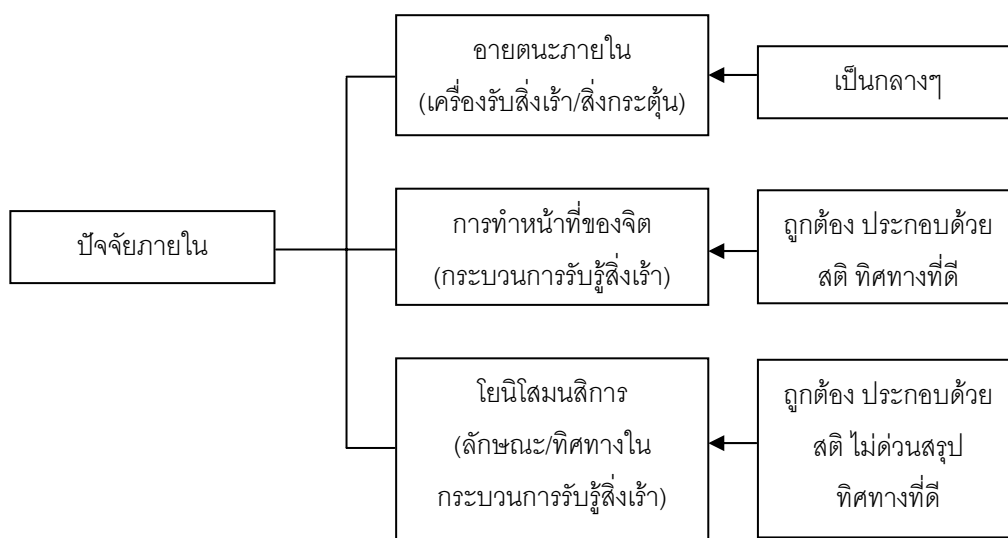 อายตนะภายใน
(เครื่องรับสิ่งเร้า/สิ่งกระตุ้น)
เป็นกลางๆ
ปัจจัยภายใน
การทำหน้าที่ของจิต
(กระบวนการรับรู้สิ่งเร้า)
ถูกต้อง ประกอบด้วย
สติ ทิศทางที่ดี
โยนิโสมนสิการ
(ลักษณะ/ทิศทางใน
กระบวนการรับรู้สิ่งเร้า)
ถูกต้อง ประกอบด้วย
สติ ไม่ด่วนสรุป
ทิศทางที่ดี